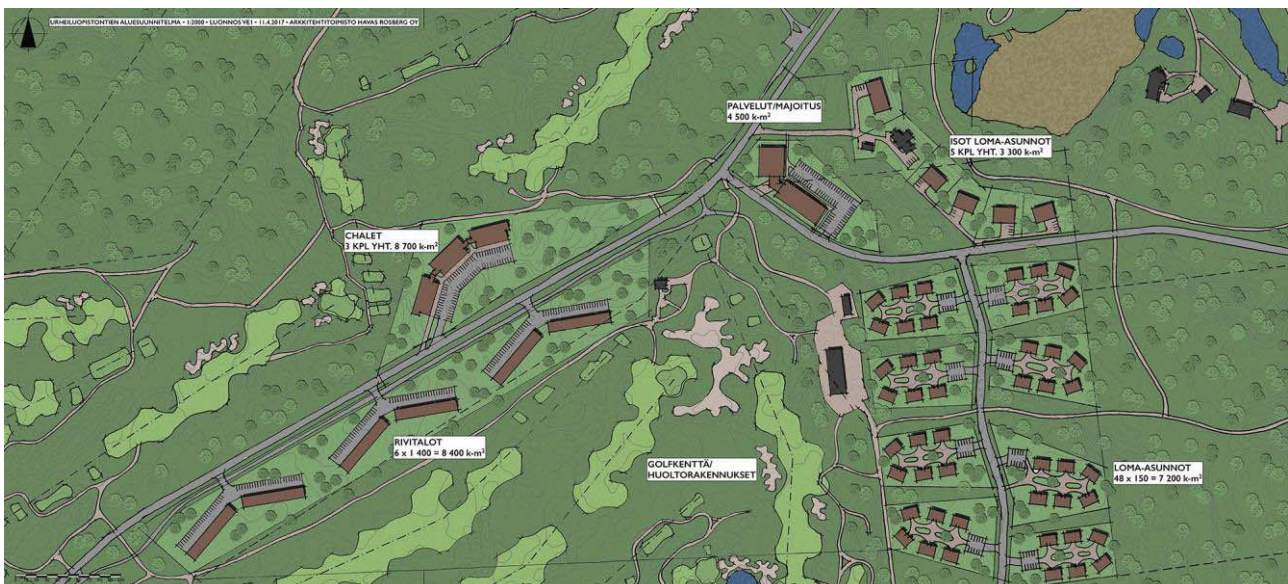 URHEILUOPISTONTIEN ALUESUUNNITELMA • 1:2000 • LUONNOS VE1 • 11.4.2017 • ARKKITEHTITOIMISTO HAVAS ROSBERG OY
PALVELUT/MAJOITUS
4 500 k-m²
ISOT LOMA-ASUNNOT
5 KPL YHT. 3 300 k-m²
CHALET
3 KPL YHT. 8 700 k-m²
RIVITALOT
6 x 1 400 = 8 400 k-m²
GOLFKENTTÄ/
HUOLTORAKENNUKSET
LOMA-ASUNNOT
48 x 150 = 7 200 k-m²